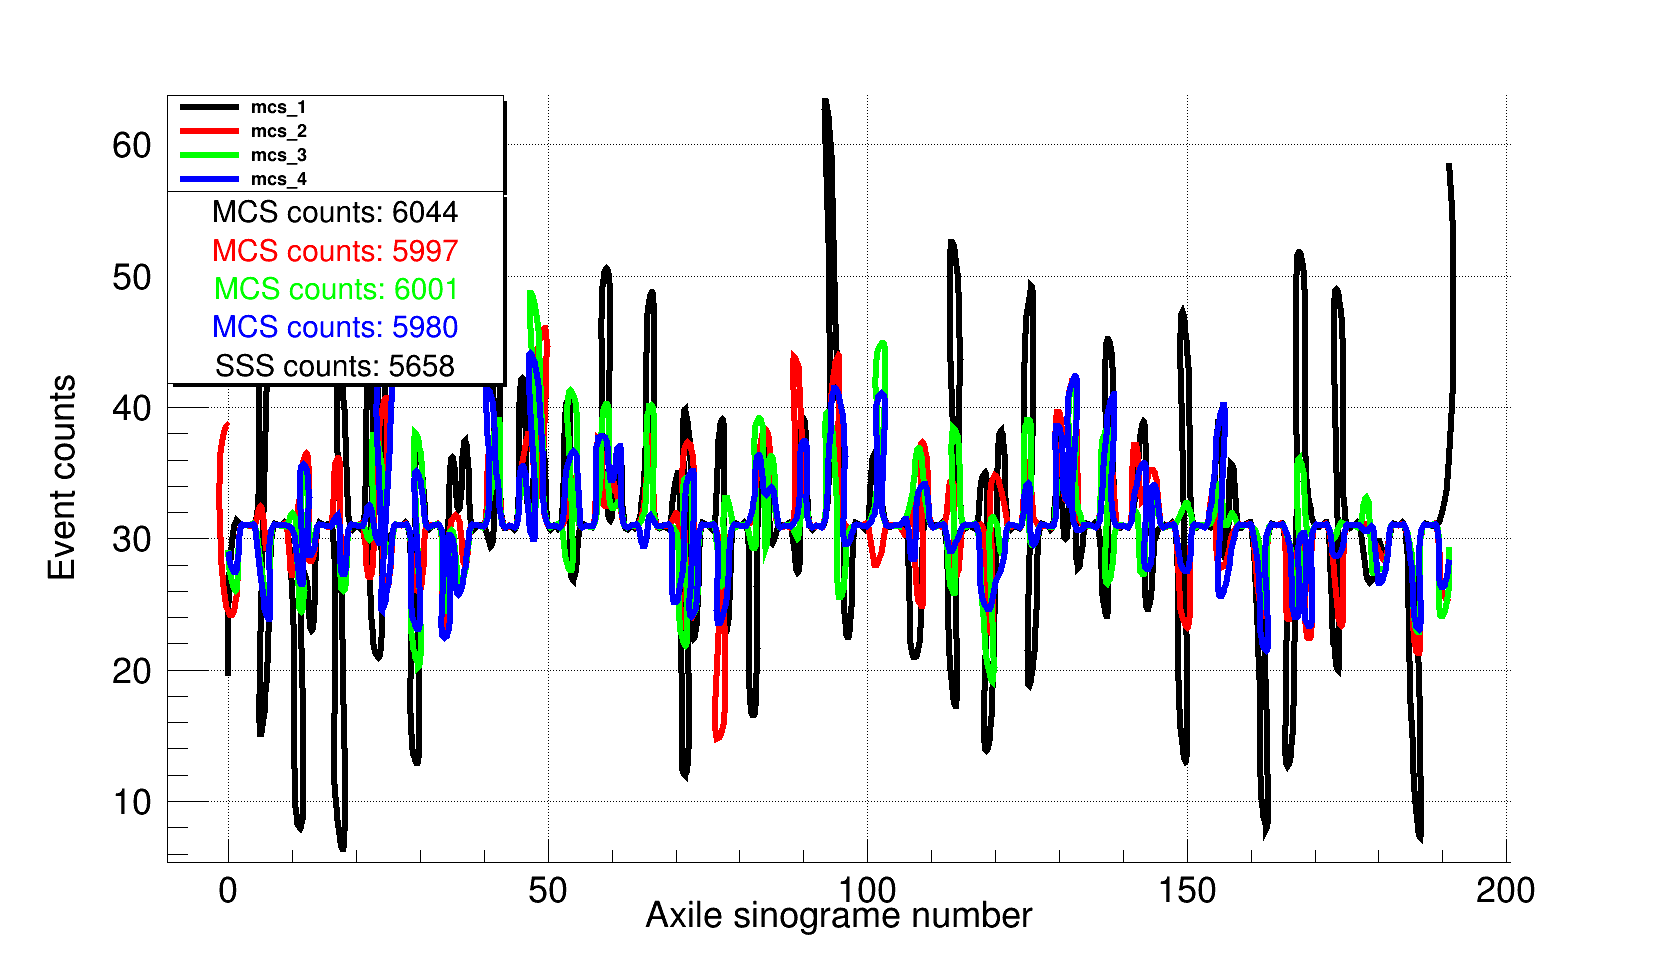 mcs_1
mcs_2
mcs_3
mcs_4
MCS counts: 6044
MCS counts: 5997
MCS counts: 6001
MCS counts: 5980
SSS counts: 5658
60
50
40
30
20
10
Event counts
0 50 100 150 200
Axile sinograme number